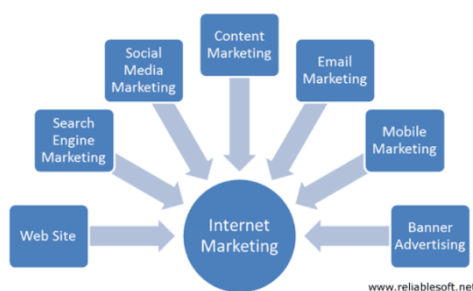 Content
Marketing
Social
Media
Marketing
Email
Marketing
Search
Engine
Marketing
Mobile
Marketing
Web Site
Internet
Marketing
Banner
Advertising
www.reliablesoft.net